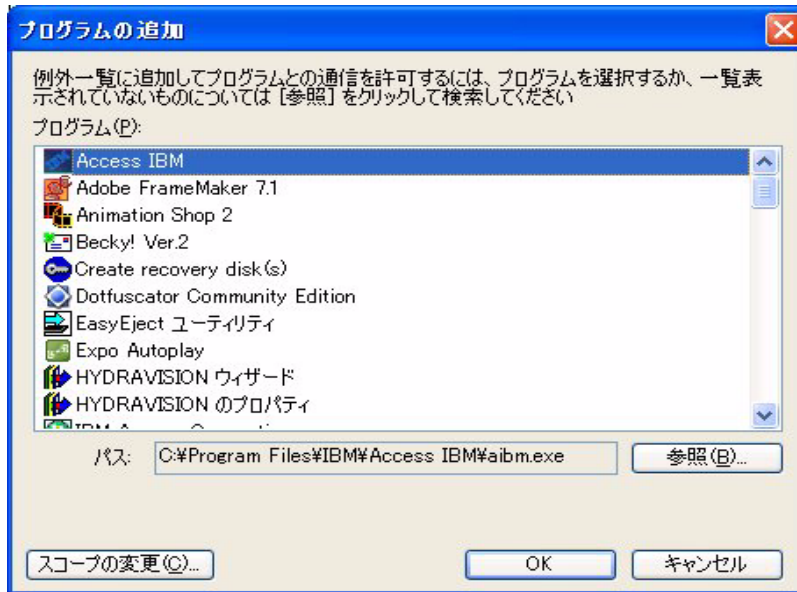 プログラムの追加
例外一覧に追加してプログラムとの通信を許可するには、プログラムを選択するか、一覧表
示されていないものについては [参照] をクリックして検索してください
プログラム(P):
Access IBM
Adobe FrameMaker 7.1
Animation Shop 2
Becky! Ver.2
Create recovery disk(s)
Dotfuscator Community Edition
EasyEject ユーティリティ
Expo Autoplay
HYDRAVISION ウィザード
HYDRAVISION のプロパティ
パス: C:¥Program Files¥IBM¥Access IBM¥aibm.exe 参照(B)...
スコープの変更(C)... OK キャンセル